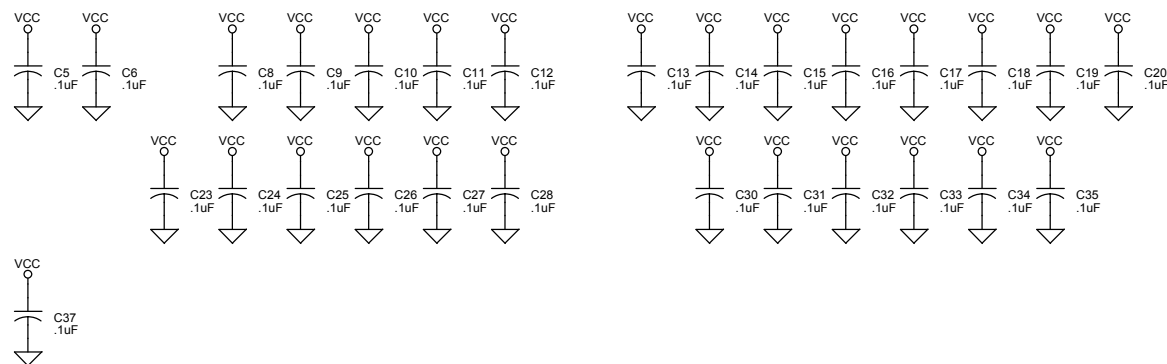 VCC VCC VCC VCC VCC VCC VCC VCC VCC VCC VCC VCC VCC VCC VCC
C5 C6 C8 C9 C10 C11 C12 C13 C14 C15 C16 C17 C18 C19 C20
.1uF .1uF .1uF .1uF .1uF .1uF .1uF .1uF .1uF .1uF .1uF .1uF .1uF .1uF .1uF
VCC VCC VCC VCC VCC VCC VCC VCC VCC VCC VCC VCC
C23 C24 C25 C26 C27 C28 C30 C31 C32 C33 C34 C35
.1uF .1uF .1uF .1uF .1uF .1uF .1uF .1uF .1uF .1uF .1uF .1uF
VCC
C37
.1uF